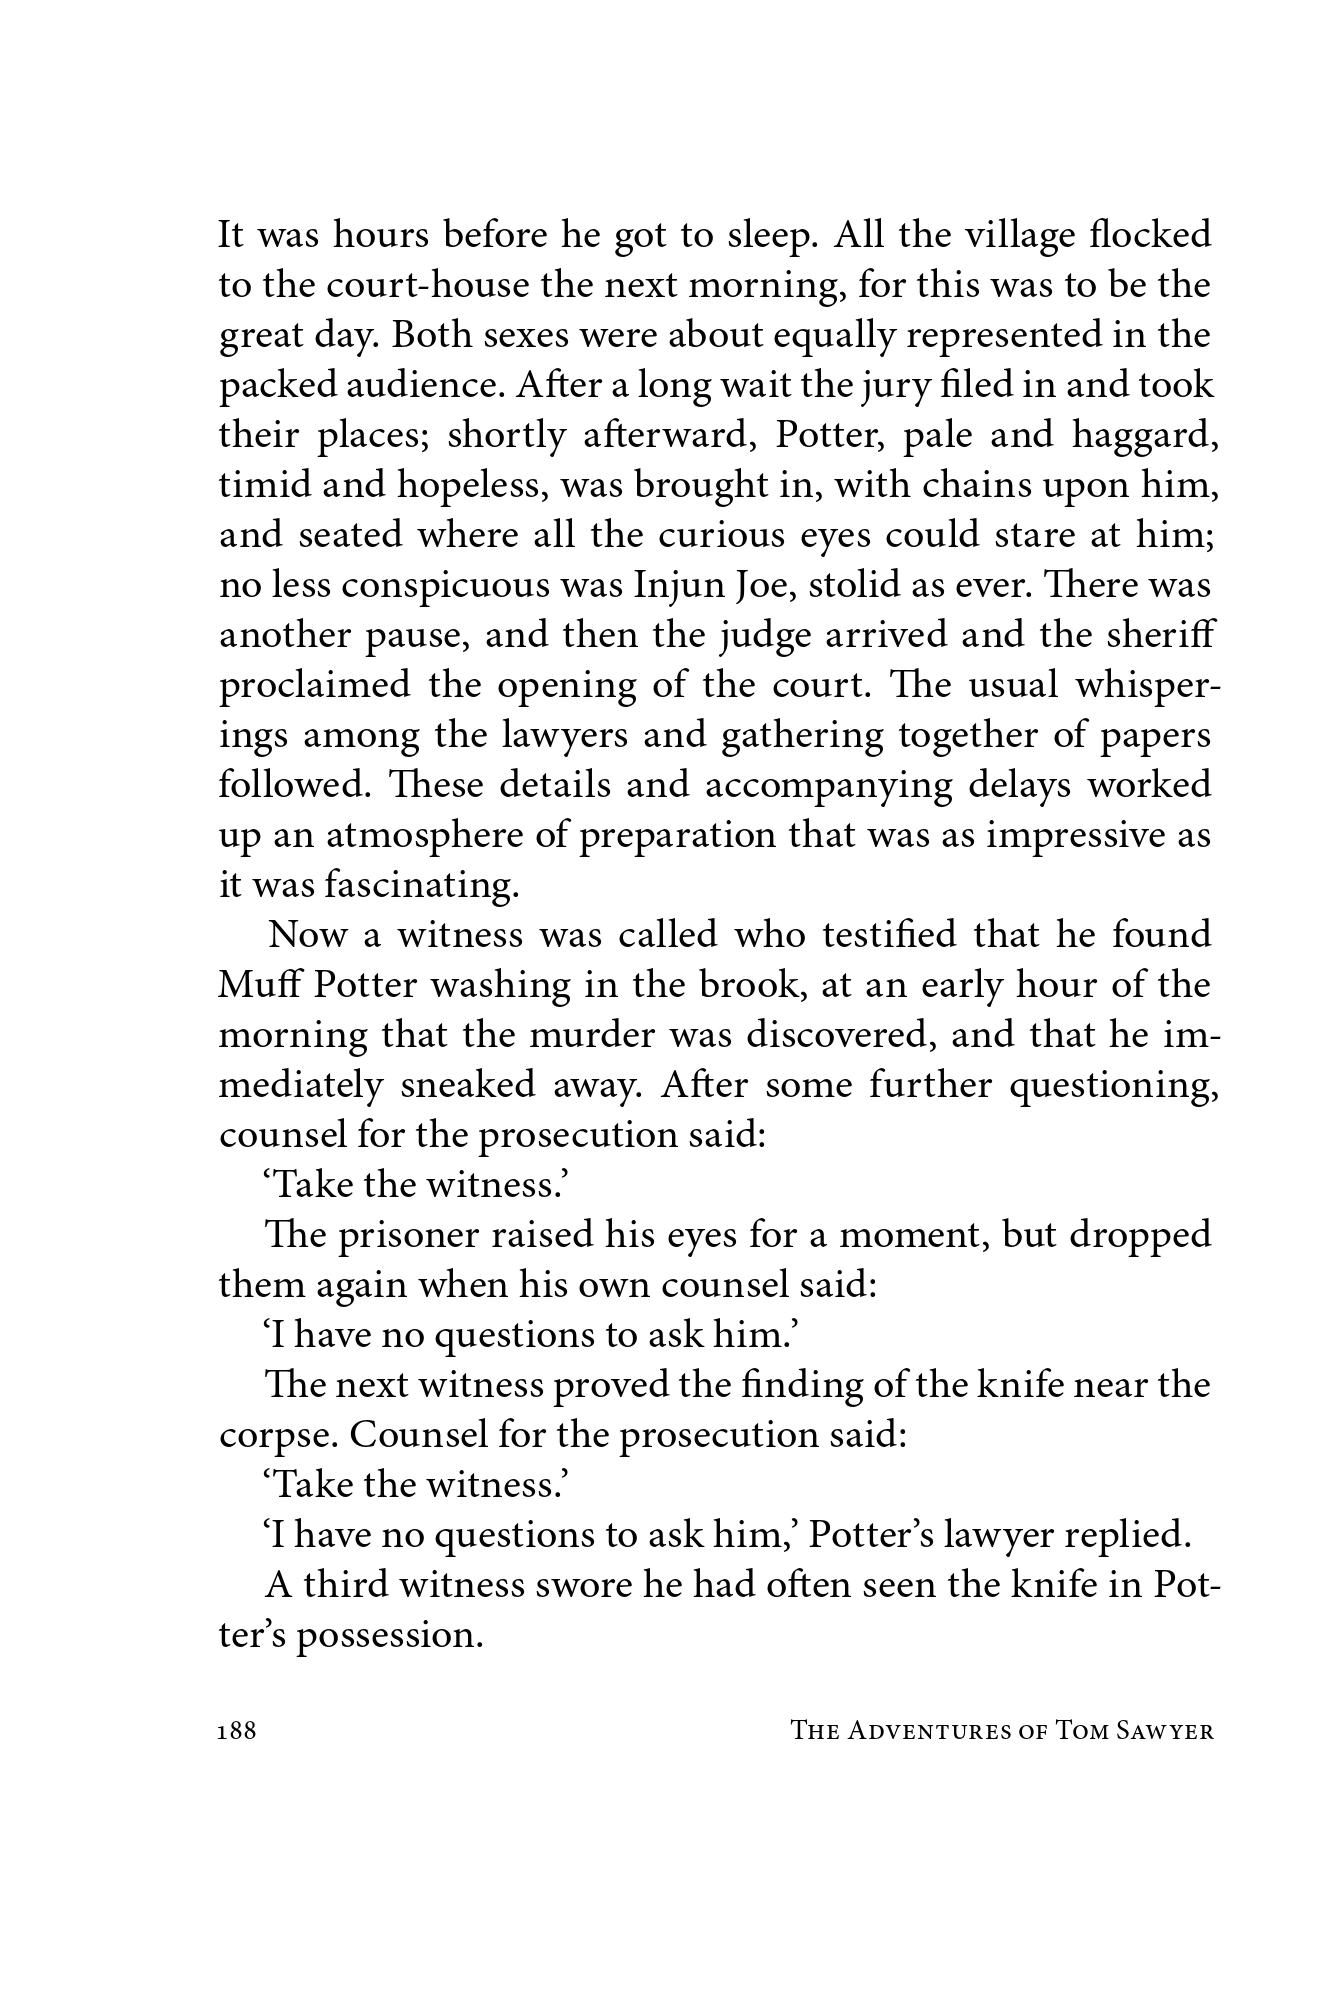 It was hours before he got to sleep. All the village flocked
to the court-house the next morning, for this was to be the
great day. Both sexes were about equally represented in the
packed audience. After a long wait the jury filed in and took
their places; shortly afterward, Potter, pale and haggard,
timid and hopeless, was brought in, with chains upon him,
and seated where all the curious eyes could stare at him;
no less conspicuous was Injun Joe, stolid as ever. There was
another pause, and then the judge arrived and the sheriff
proclaimed the opening of the court. The usual whisper-
ings among the lawyers and gathering together of papers
followed. These details and accompanying delays worked
up an atmosphere of preparation that was as impressive as
it was fascinating.
Now a witness was called who testified that he found
Muff Potter washing in the brook, at an early hour of the
morning that the murder was discovered, and that he im-
mediately sneaked away. After some further questioning,
counsel for the prosecution said:
‘Take the witness.’
The prisoner raised his eyes for a moment, but dropped
them again when his own counsel said:
‘I have no questions to ask him.’
The next witness proved the finding of the knife near the
corpse. Counsel for the prosecution said:
‘Take the witness.’
‘I have no questions to ask him,’ Potter’s lawyer replied.
A third witness swore he had often seen the knife in Pot-
ter’s possession.
188 The Adventures of Tom Sawyer